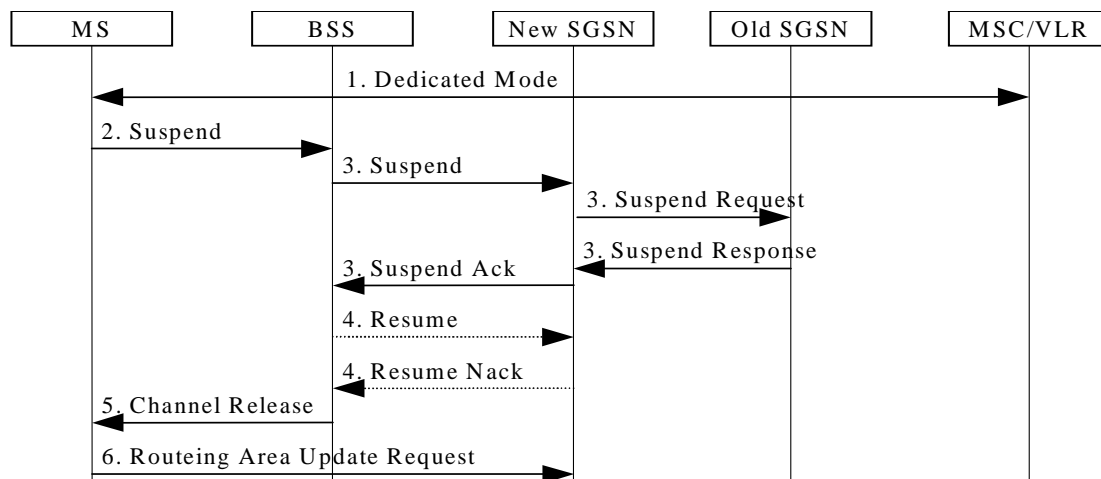 MS
BSS
New SGSN
Old SGSN
MSC/VLR
1. Dedicated Mode
2. Suspend
3. Suspend
3. Suspend Request
3. Suspend Response
3. Suspend Ack
4. Resume
4. Resume Nack
5. Channel Release
6. Routeing Area Update Request